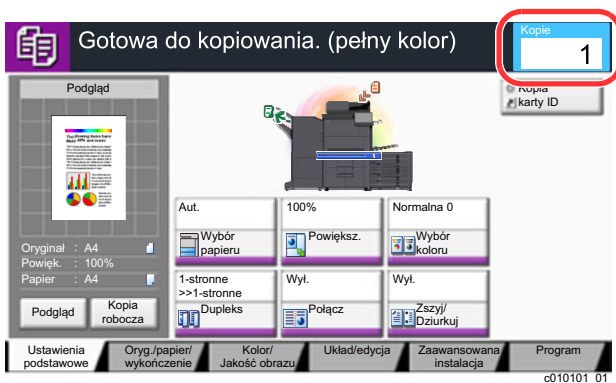 Gotowa do kopiowania. (pełny kolor)
Kopie
1
Podgląd
Kopia
karty ID
Oryginał : A4
Powięk. : 100%
Papier : A4
Podgląd
Kopia
robocza
1
Aut.
Wybór
papieru
100%
Powiększ.
Normalna 0
Wybór
koloru
1-stronne
>>1-stronne
Dupleks
Wył.
Połącz
Wył.
Zszyj/
Dziurkuj
Ustawienia
podstawowe
Oryg./papier/
wykończenie
Kolor/
Jakość obrazu
Układ/edycja
Zaawansowana
instalacja
Program
c010101_01